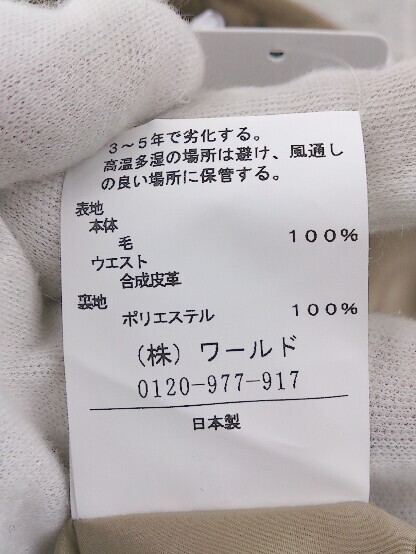 ３～５年で劣化する。
高温多湿の場所は避け、風通し
の良い場所に保管する。
表地
本体
毛 １００％
ウエスト
合成皮革
裏地
ポリエステル １００％
（株）ワールド
0120-977-917
日本製